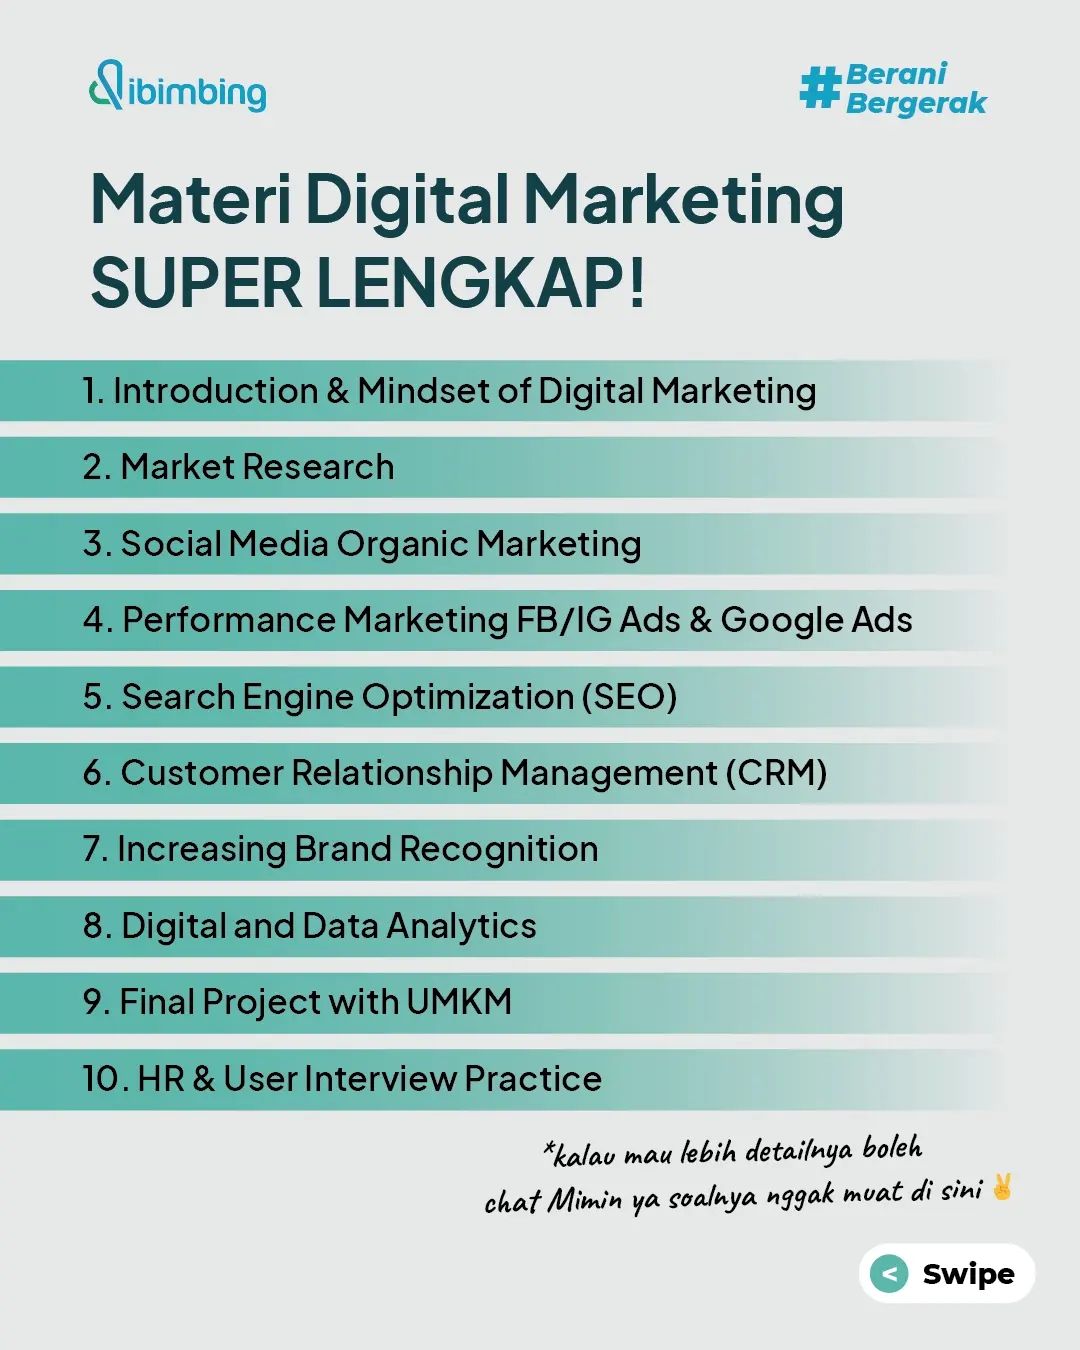 ibimbing
#Berani
Bergerak
Materi Digital Marketing
SUPER LENGKAP!
1. Introduction & Mindset of Digital Marketing
2. Market Research
3. Social Media Organic Marketing
4. Performance Marketing FB/IG Ads & Google Ads
5. Search Engine Optimization (SEO)
6. Customer Relationship Management (CRM)
7. Increasing Brand Recognition
8. Digital and Data Analytics
9. Final Project with UMKM
10. HR & User Interview Practice
*kalau mau lebih detailnya boleh
chat Mimin ya soalnya nggak muat di sini ✌️
< Swipe